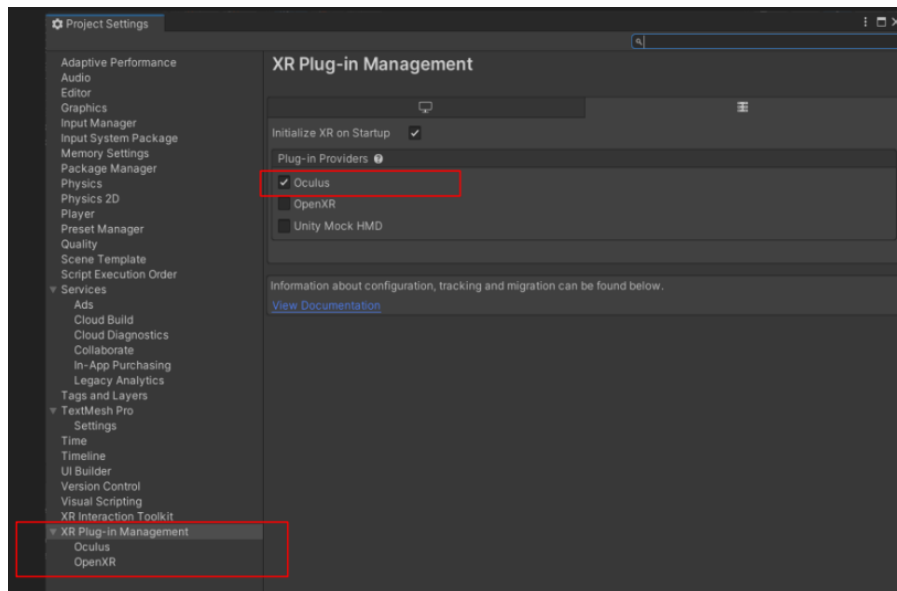 Project Settings
Adaptive Performance
Audio
Editor
Graphics
Input Manager
Input System Package
Memory Settings
Package Manager
Physics
Physics 2D
Player
Preset Manager
Quality
Scene Template
Script Execution Order
Services
Ads
Cloud Build
Cloud Diagnostics
Collaborate
In-App Purchasing
Legacy Analytics
Tags and Layers
TextMesh Pro
Settings
Time
Timeline
UI Builder
Version Control
Visual Scripting
XR Interaction Toolkit
XR Plug-in Management
Oculus
OpenXR
XR Plug-in Management
Initialize XR on Startup
Plug-in Providers
Oculus
OpenXR
Unity Mock HMD
Information about configuration, tracking and migration can be found below.
View Documentation